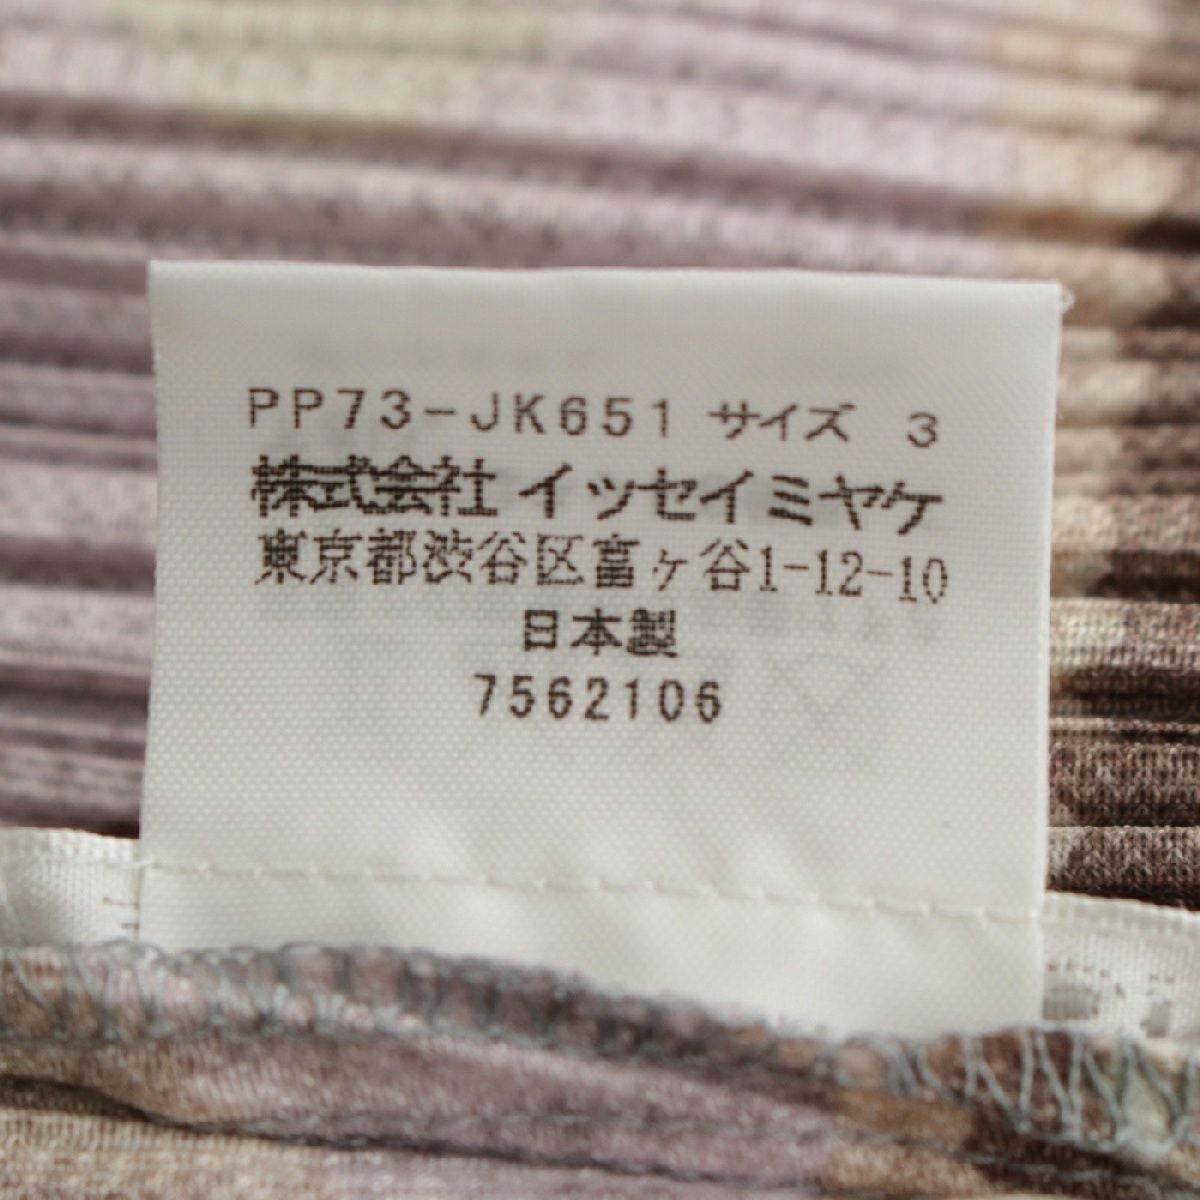 PP73-JK651 サイズ 3
株式会社 イッセイミヤケ
東京都渋谷区富ヶ谷1-12-10
日本製
7562106